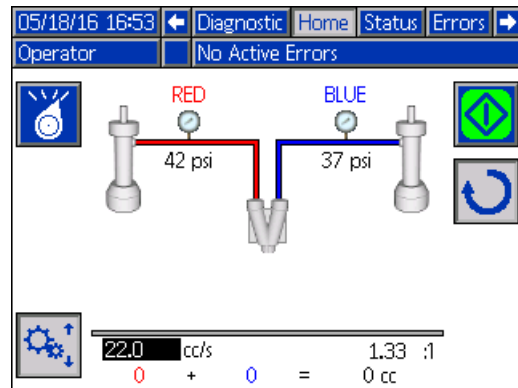 05/18/16 16:53 Diagnostic Home Status Errors
Operator No Active Errors
RED BLUE
42 psi 37 psi
22.0 cc/s 1.33 :1
0 + 0 = 0 cc